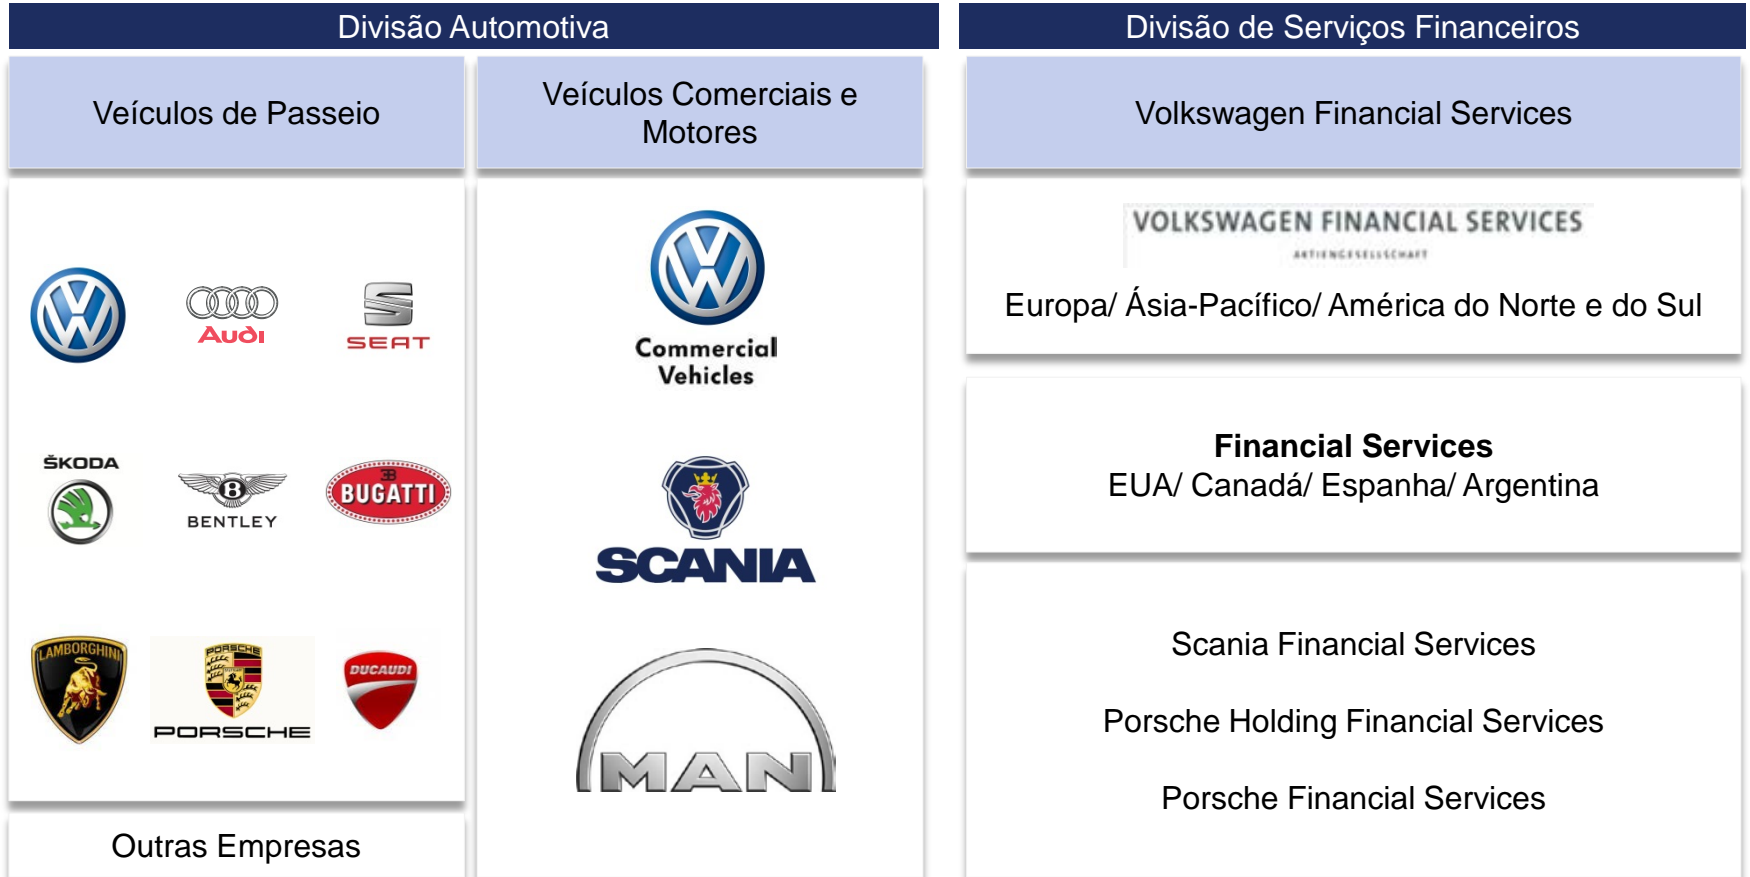 Divisão Automotiva
Divisão de Serviços Financeiros
Veículos de Passeio
Veículos Comerciais e
Motores
Volkswagen Financial Services
Audi
SEAT
ŠKODA
BENTLEY
BUGATTI
LAMBORGHINI
PORSCHE
PORSCHE
DUCAUDI
Outras Empresas
Commercial
Vehicles
SCANIA
MAN
VOLKSWAGEN FINANCIAL SERVICES
AKTIENGESELLSCHAFT
Europa/ Ásia-Pacífico/ América do Norte e do Sul
Financial Services
EUA/ Canadá/ Espanha/ Argentina
Scania Financial Services
Porsche Holding Financial Services
Porsche Financial Services